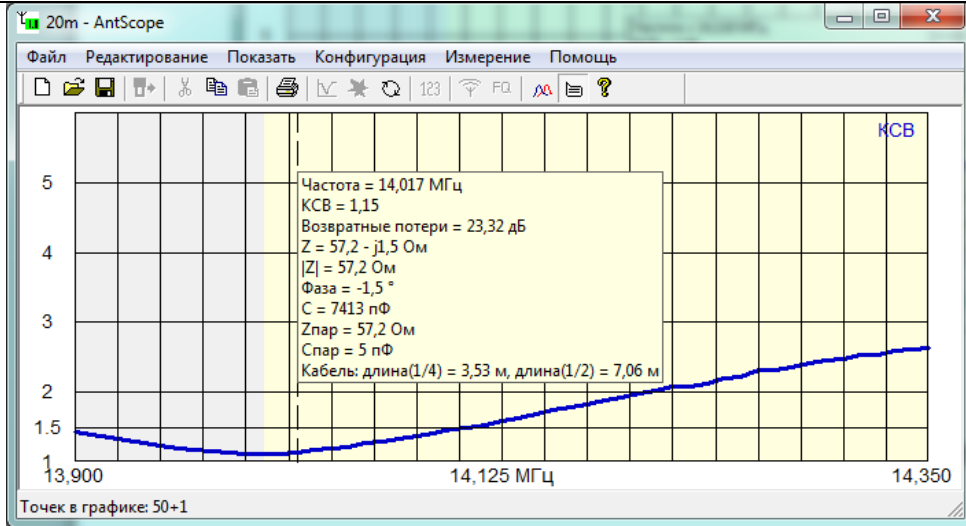 20m - AntScope
Файл Редактирование Показать Конфигурация Измерение Помощь
123 FQ
КСВ
5
4
3
2
1.5
1
Частота = 14,017 МГц
КСВ = 1,15
Возвратные потери = 23,32 дБ
Z = 57,2 - j1,5 Ом
|Z| = 57,2 Ом
Фаза = -1,5 °
C = 7413 пФ
Zпар = 57,2 Ом
Cпар = 5 пФ
Кабель: длина(1/4) = 3,53 м, длина(1/2) = 7,06 м
13,900 14,125 МГц 14,350
Точек в графике: 50+1